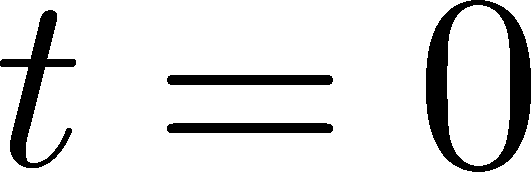 t = 0